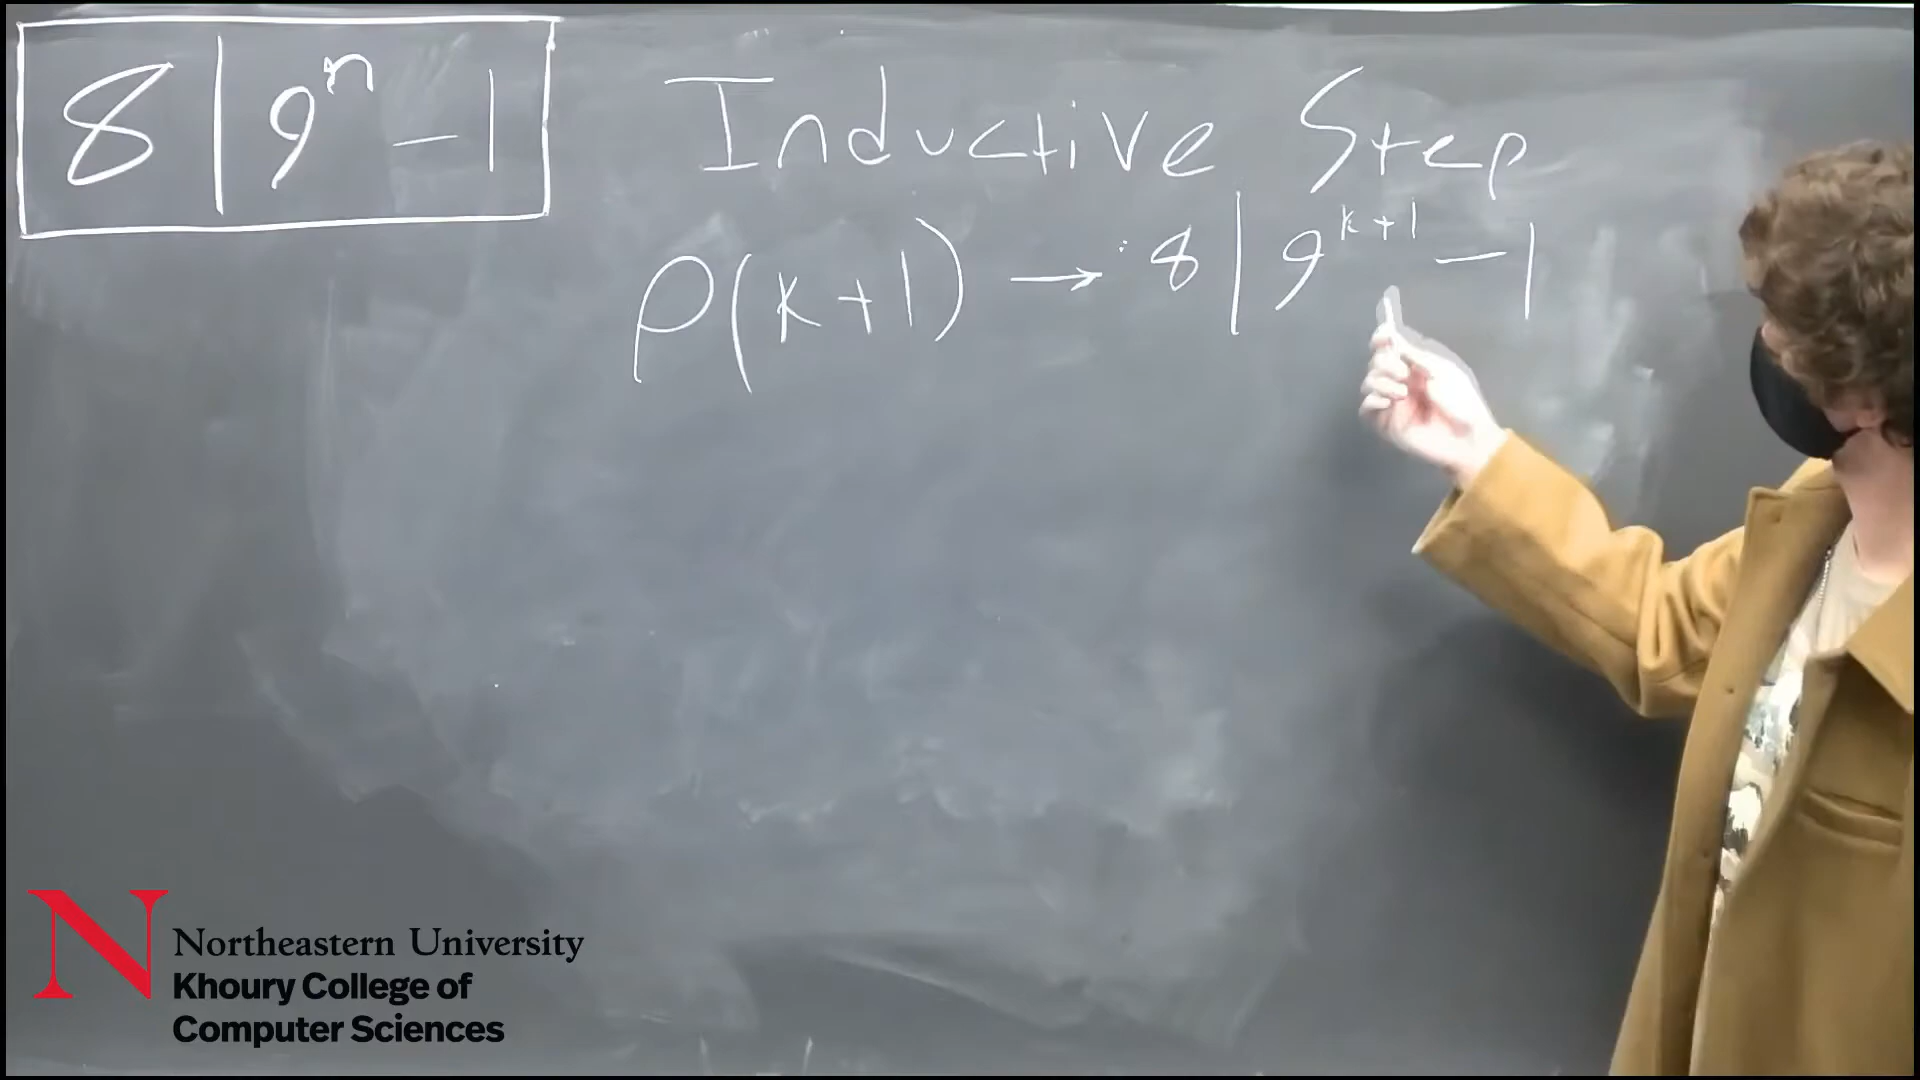 8 | 9ⁿ - 1
Inductive Step
P(k+1) → 8 | 9ᵏ⁺¹ - 1
Northeastern University
Khoury College of
Computer Sciences